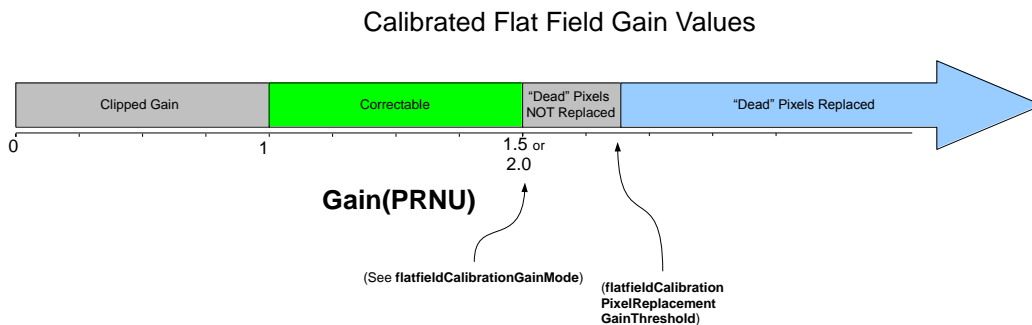 Calibrated Flat Field Gain Values
Clipped Gain
Correctable
“Dead” Pixels
NOT Replaced
“Dead” Pixels Replaced
0
1
1.5 or
2.0
Gain(PRNU)
(See flatfieldCalibrationGainMode)
(flatfieldCalibration
PixelReplacement
GainThreshold)